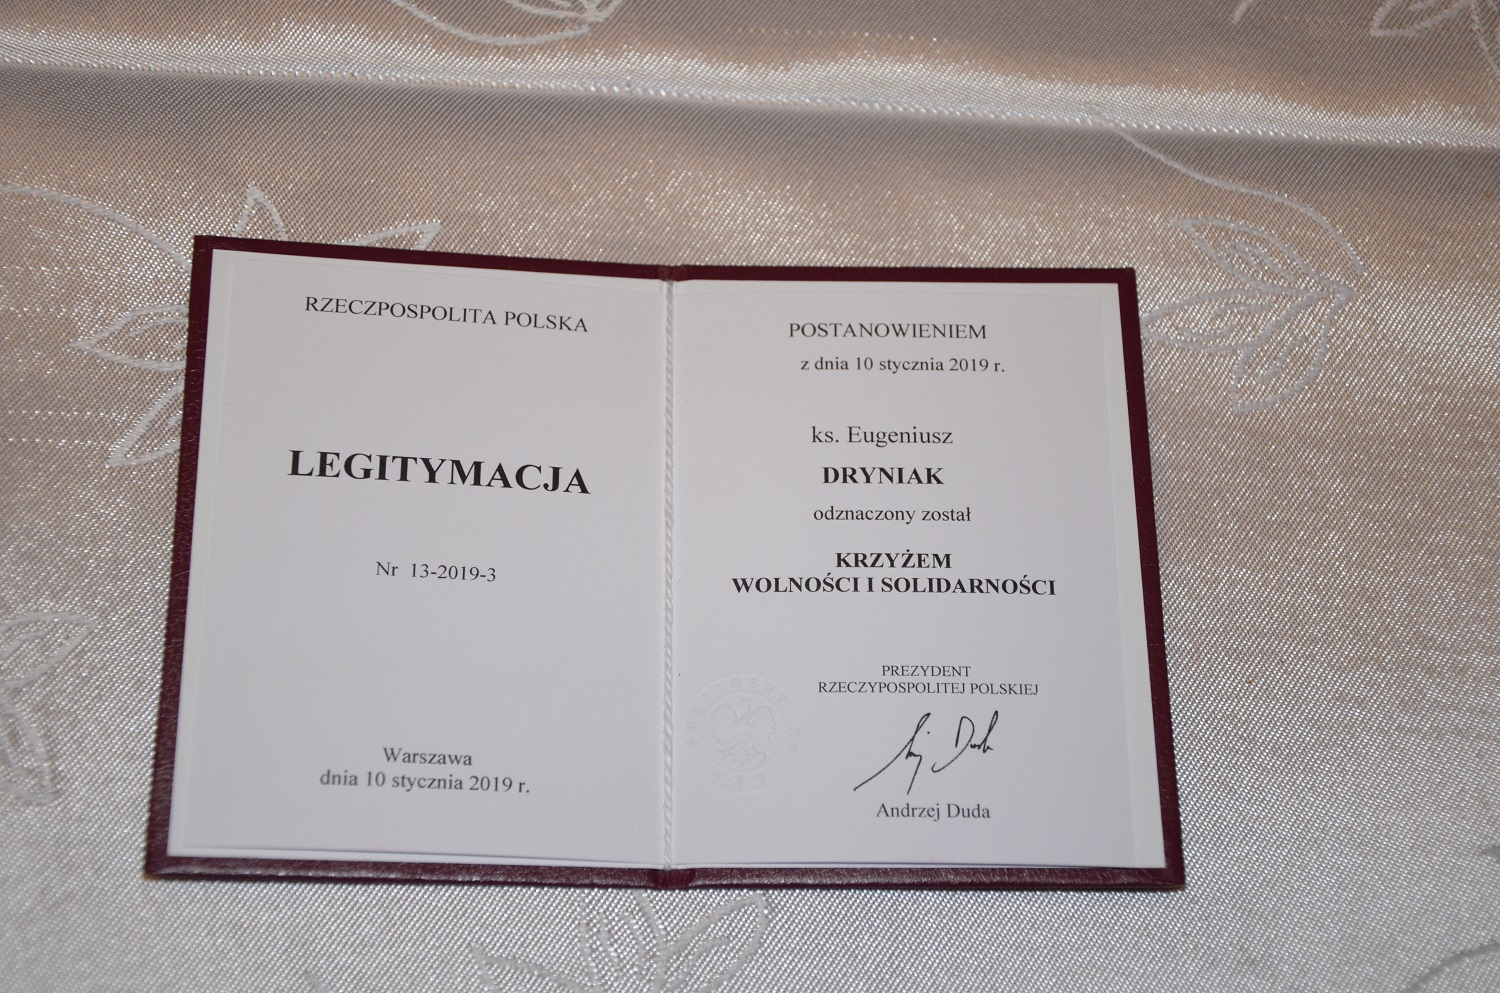 RZECZPOSPOLITA POLSKA
LEGITYMACJA
Nr 13-2019-3
Warszawa
dnia 10 stycznia 2019 r.
POSTANOWIENIEM
z dnia 10 stycznia 2019 r.
ks. Eugeniusz
DRYNIAK
odznaczony został
KRZYŻEM
WOLNOŚCI I SOLIDARNOŚCI
PREZYDENT
RZECZYPOSPOLITEJ POLSKIEJ
Andrzej Duda